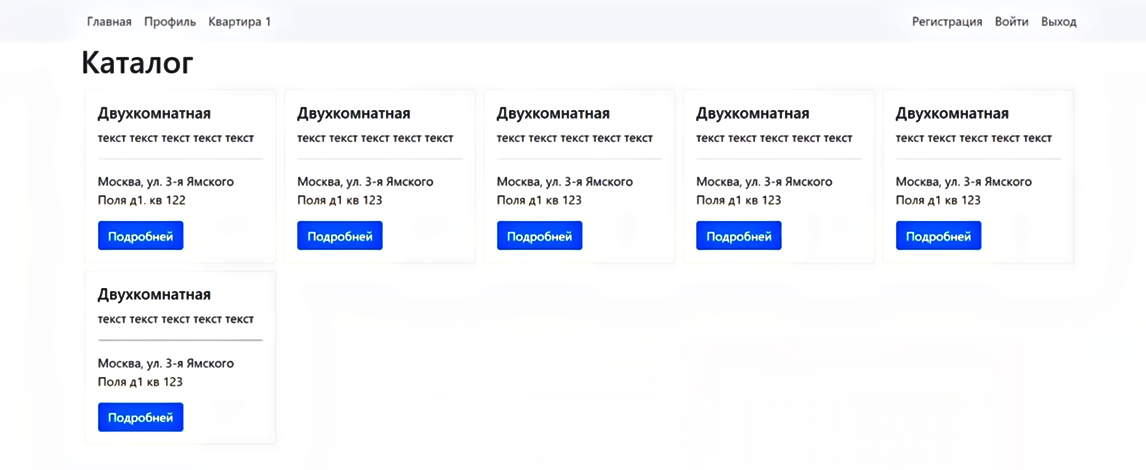 Главная Профиль Квартира 1 Регистрация Войти Выход
Каталог
Двухкомнатная
текст текст текст текст текст
Москва, ул. 3-я Ямского
Поля д1. кв 122
Подробней
Двухкомнатная
текст текст текст текст текст
Москва, ул. 3-я Ямского
Поля д1 кв 123
Подробней
Двухкомнатная
текст текст текст текст текст
Москва, ул. 3-я Ямского
Поля д1 кв 123
Подробней
Двухкомнатная
текст текст текст текст текст
Москва, ул. 3-я Ямского
Поля д1 кв 123
Подробней
Двухкомнатная
текст текст текст текст текст
Москва, ул. 3-я Ямского
Поля д1 кв 123
Подробней
Двухкомнатная
текст текст текст текст текст
Москва, ул. 3-я Ямского
Поля д1 кв 123
Подробней